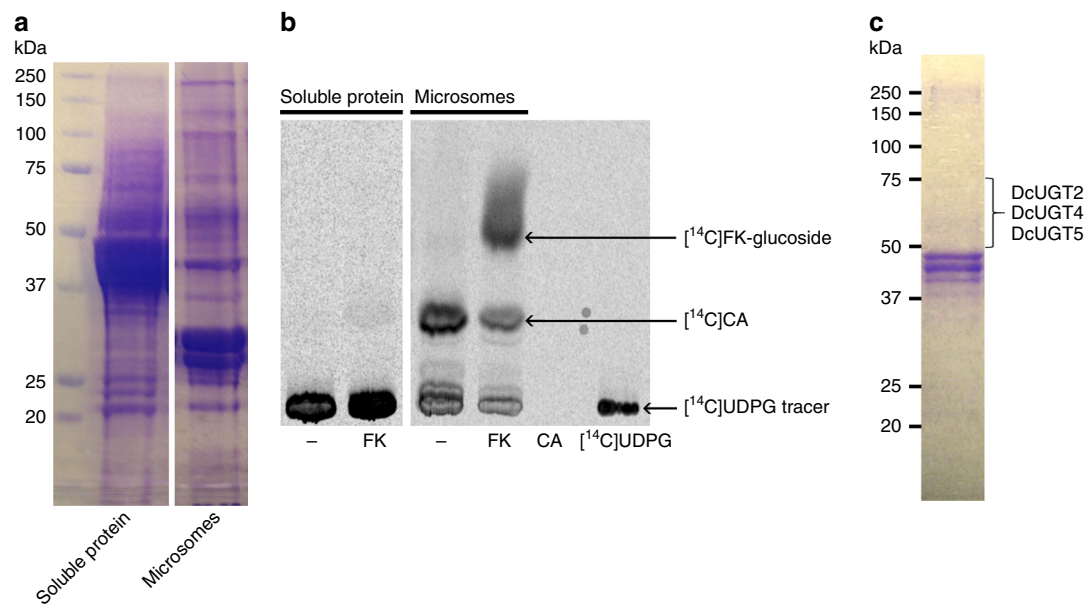 a
kDa
250
150
100
75
50
37
25
20
Soluble protein
Microsomes
b
Soluble protein Microsomes
[¹⁴C]FK-glucoside
[¹⁴C]CA
[¹⁴C]UDPG tracer
– FK – FK CA [¹⁴C]UDPG
c
kDa
250
150
100
75
50
37
25
20
DcUGT2
DcUGT4
DcUGT5